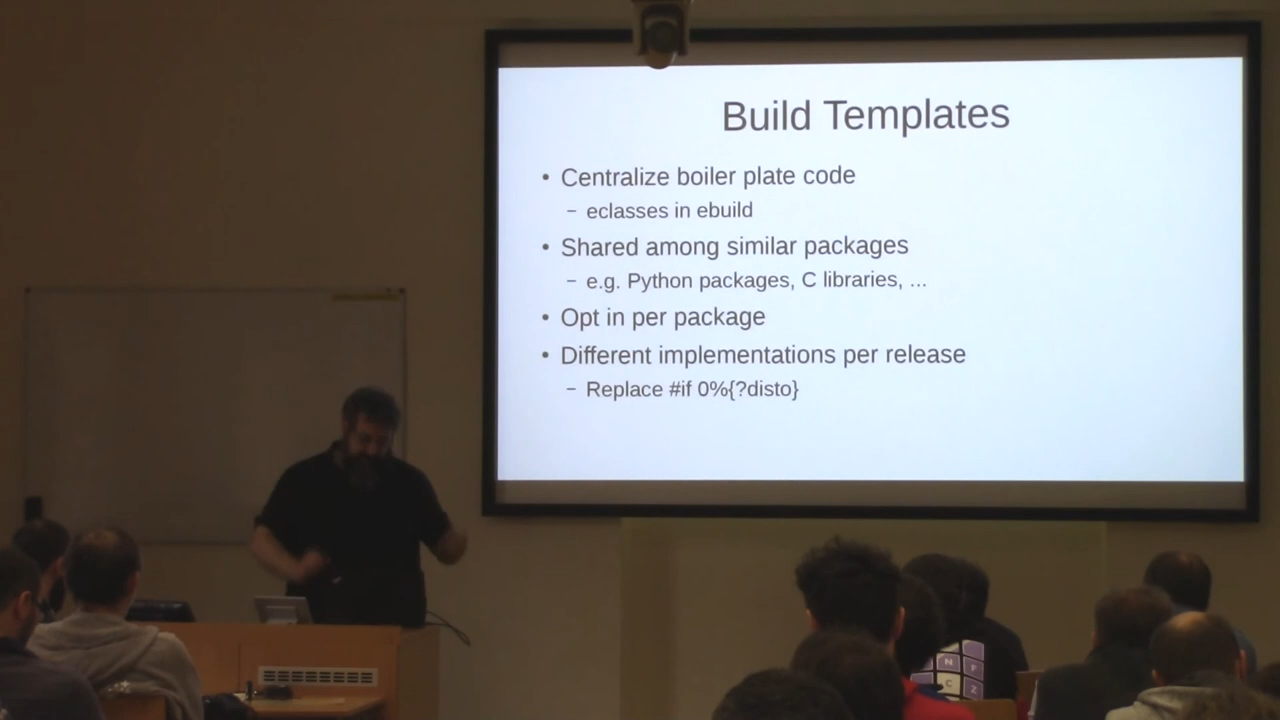 Build Templates
• Centralize boiler plate code
– eclasses in ebuild
• Shared among similar packages
– e.g. Python packages, C libraries, ...
• Opt in per package
• Different implementations per release
– Replace #if 0%{?disto}
N F
C Z